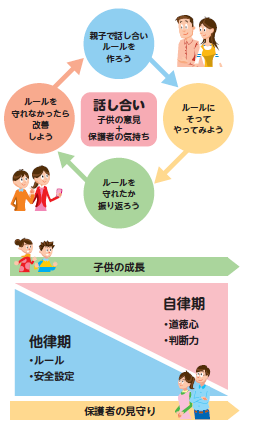 親子で話し合い
ルールを
作ろう
ルールを
守れなかったら
改善
しよう
話し合い
子供の意見
+
保護者の気持ち
ルールに
そって
やってみよう
ルールを
守れたか
振り返ろう
子供の成長
自律期
・道徳心
・判断力
他律期
・ルール
・安全設定
保護者の見守り